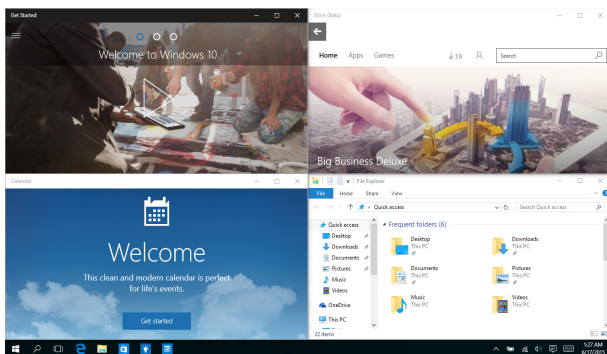 Get Started
Welcome to Windows 10
Store (Beta)
Home Apps Games
19
Search
Big Business Deluxe
Calendar
Welcome
This clean and modern calendar is perfect
for life's events.
Get started
File Explorer
File Home Share View
Quick access
Search Quick access
Quick access
Desktop
Downloads
Documents
Pictures
Music
Videos
OneDrive
This PC
Frequent folders (6)
Desktop
This PC
Downloads
This PC
Documents
This PC
Pictures
This PC
Music
This PC
Videos
This PC
22 items
1:27 AM
6/17/2015